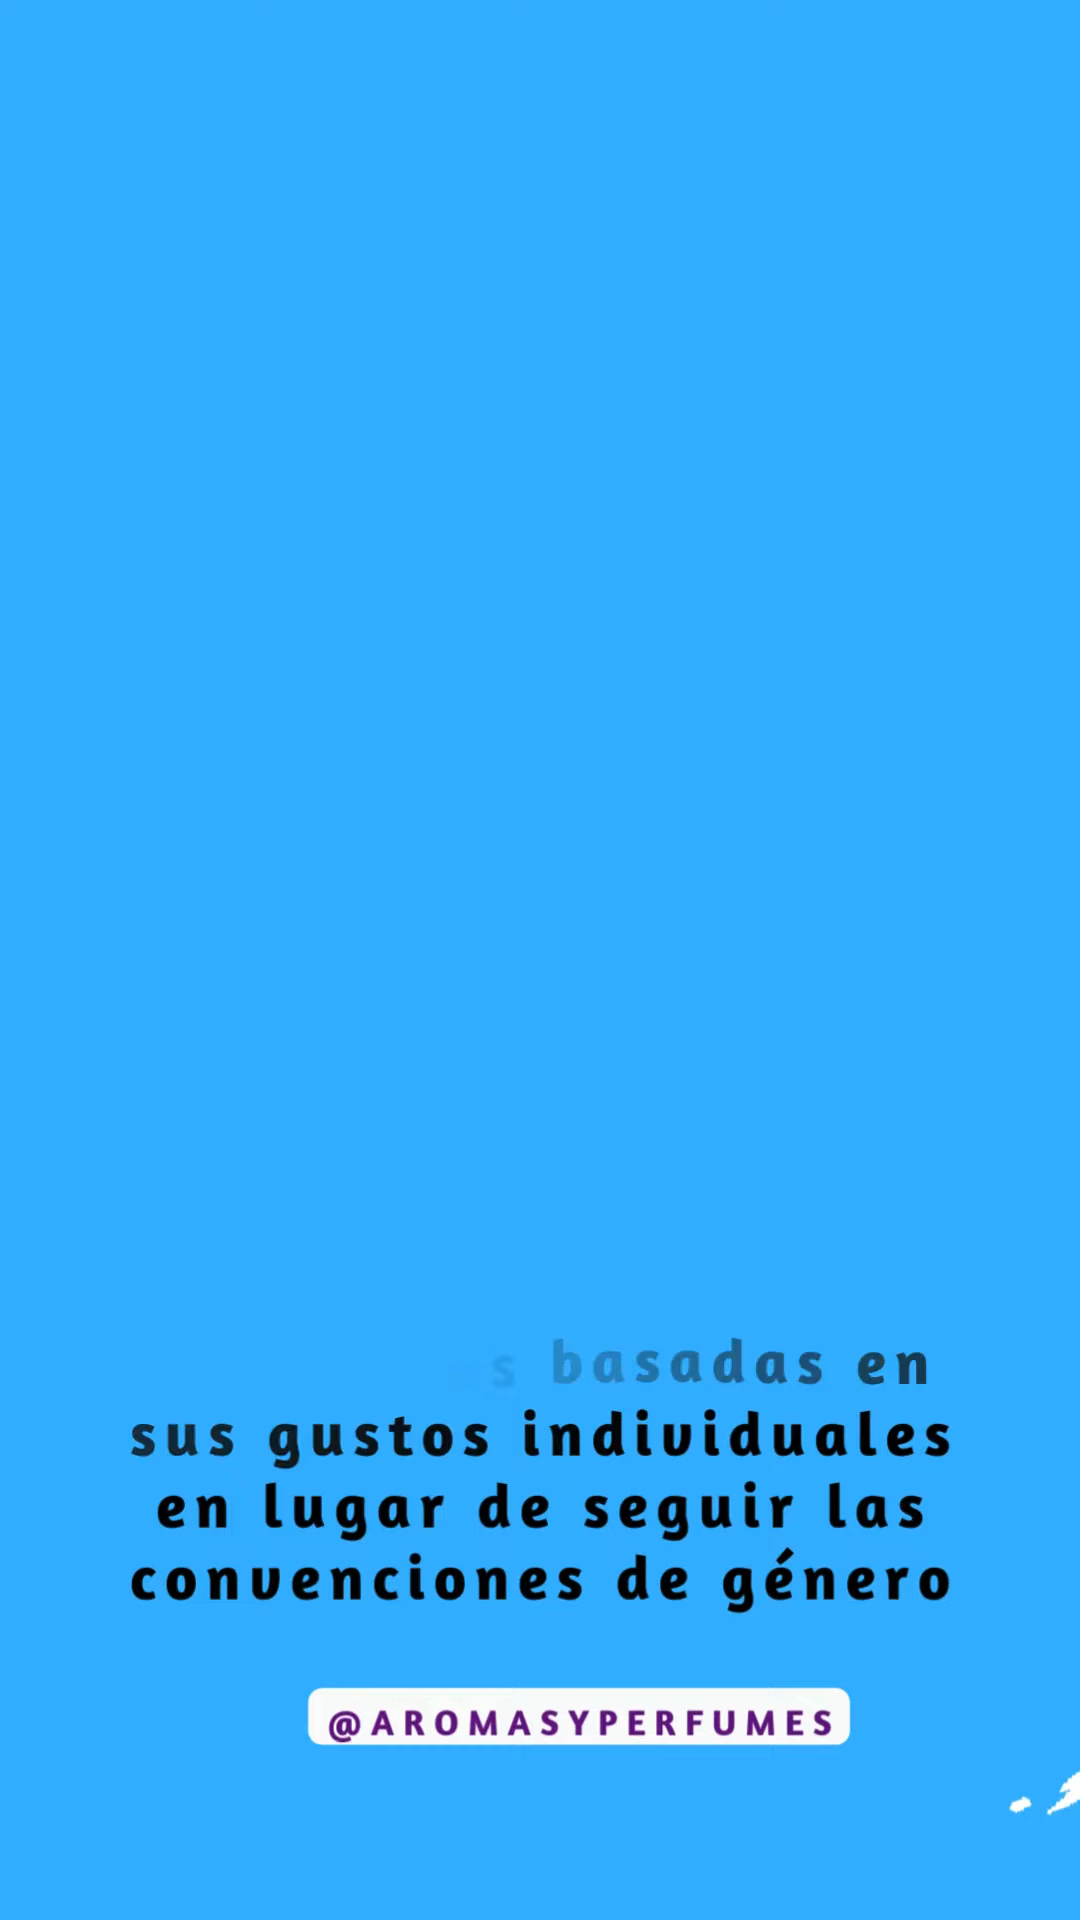 basadas en
sus gustos individuales
en lugar de seguir las
convenciones de género
@AROMASYPERFUMES